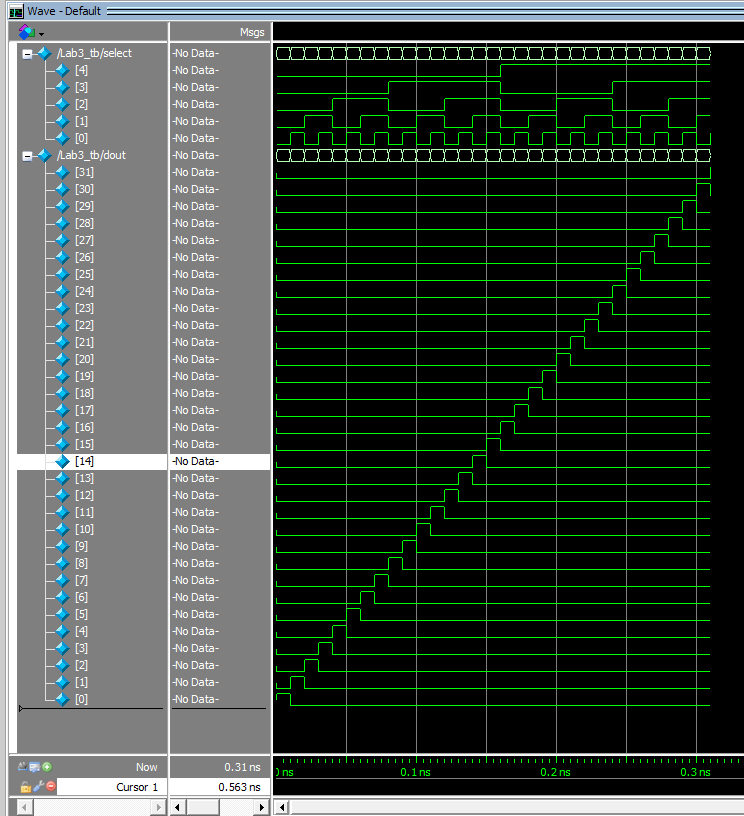 Wave - Default
Msgs
/Lab3_tb/select -No Data-
[4] -No Data-
[3] -No Data-
[2] -No Data-
[1] -No Data-
[0] -No Data-
/Lab3_tb/dout -No Data-
[31] -No Data-
[30] -No Data-
[29] -No Data-
[28] -No Data-
[27] -No Data-
[26] -No Data-
[25] -No Data-
[24] -No Data-
[23] -No Data-
[22] -No Data-
[21] -No Data-
[20] -No Data-
[19] -No Data-
[18] -No Data-
[17] -No Data-
[16] -No Data-
[15] -No Data-
[14] -No Data-
[13] -No Data-
[12] -No Data-
[11] -No Data-
[10] -No Data-
[9] -No Data-
[8] -No Data-
[7] -No Data-
[6] -No Data-
[5] -No Data-
[4] -No Data-
[3] -No Data-
[2] -No Data-
[1] -No Data-
[0] -No Data-
Now 0.31 ns ns 0.1 ns 0.2 ns 0.3 ns
Cursor 1 0.563 ns